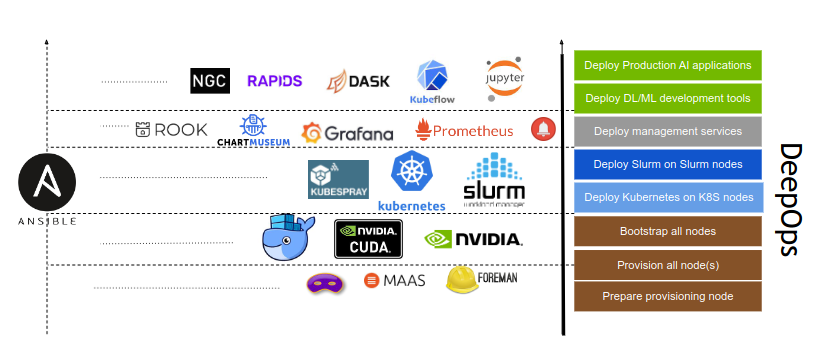 NGC
RAPIDS
DASK
Kubeflow
jupyter
ROOK
CHARTMUSEUM
Grafana
Prometheus
KUBESPRAY
kubernetes
slurm
workload manager
ANSIBLE
NVIDIA.
CUDA.
NVIDIA.
MAAS
FOREMAN
Deploy Production AI applications
Deploy DL/ML development tools
Deploy management services
Deploy Slurm on Slurm nodes
Deploy Kubernetes on K8S nodes
Bootstrap all nodes
Provision all node(s)
Prepare provisioning node
DeepOps